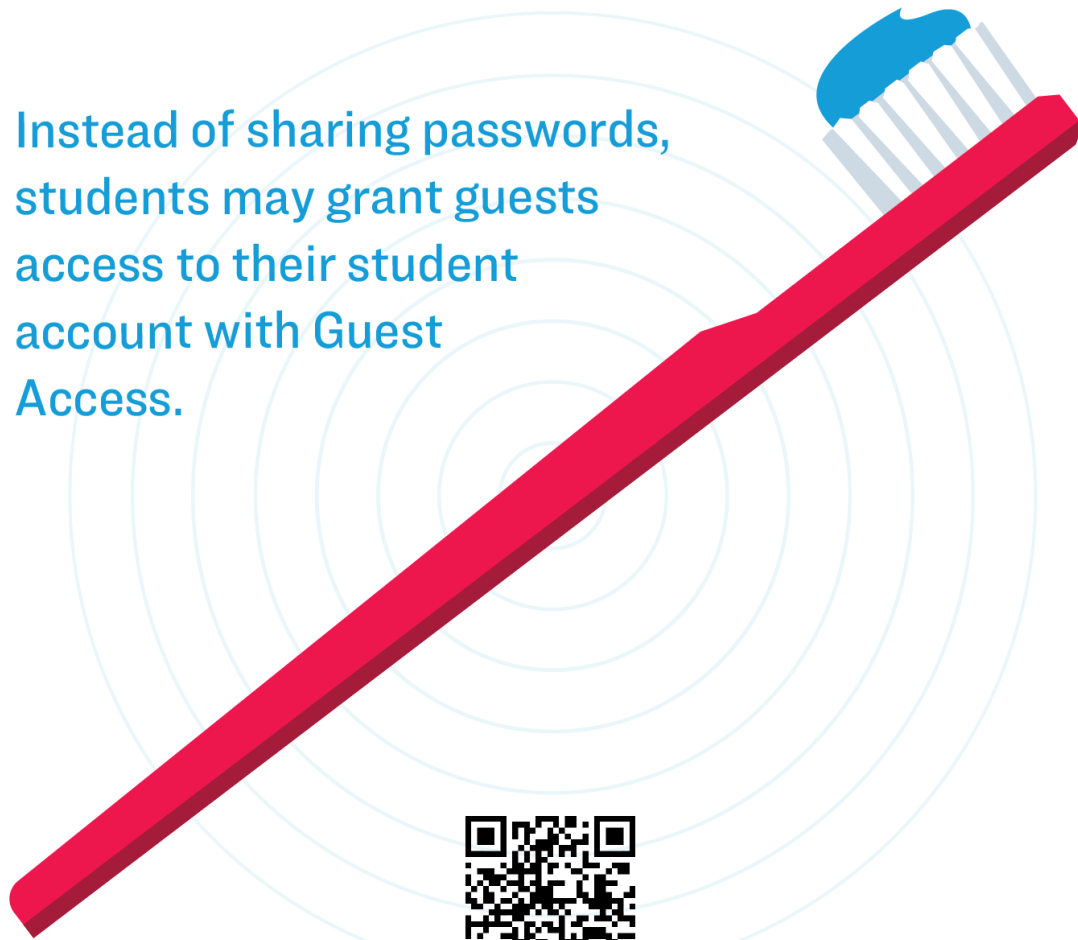 Instead of sharing passwords,
students may grant guests
access to their student
account with Guest
Access.